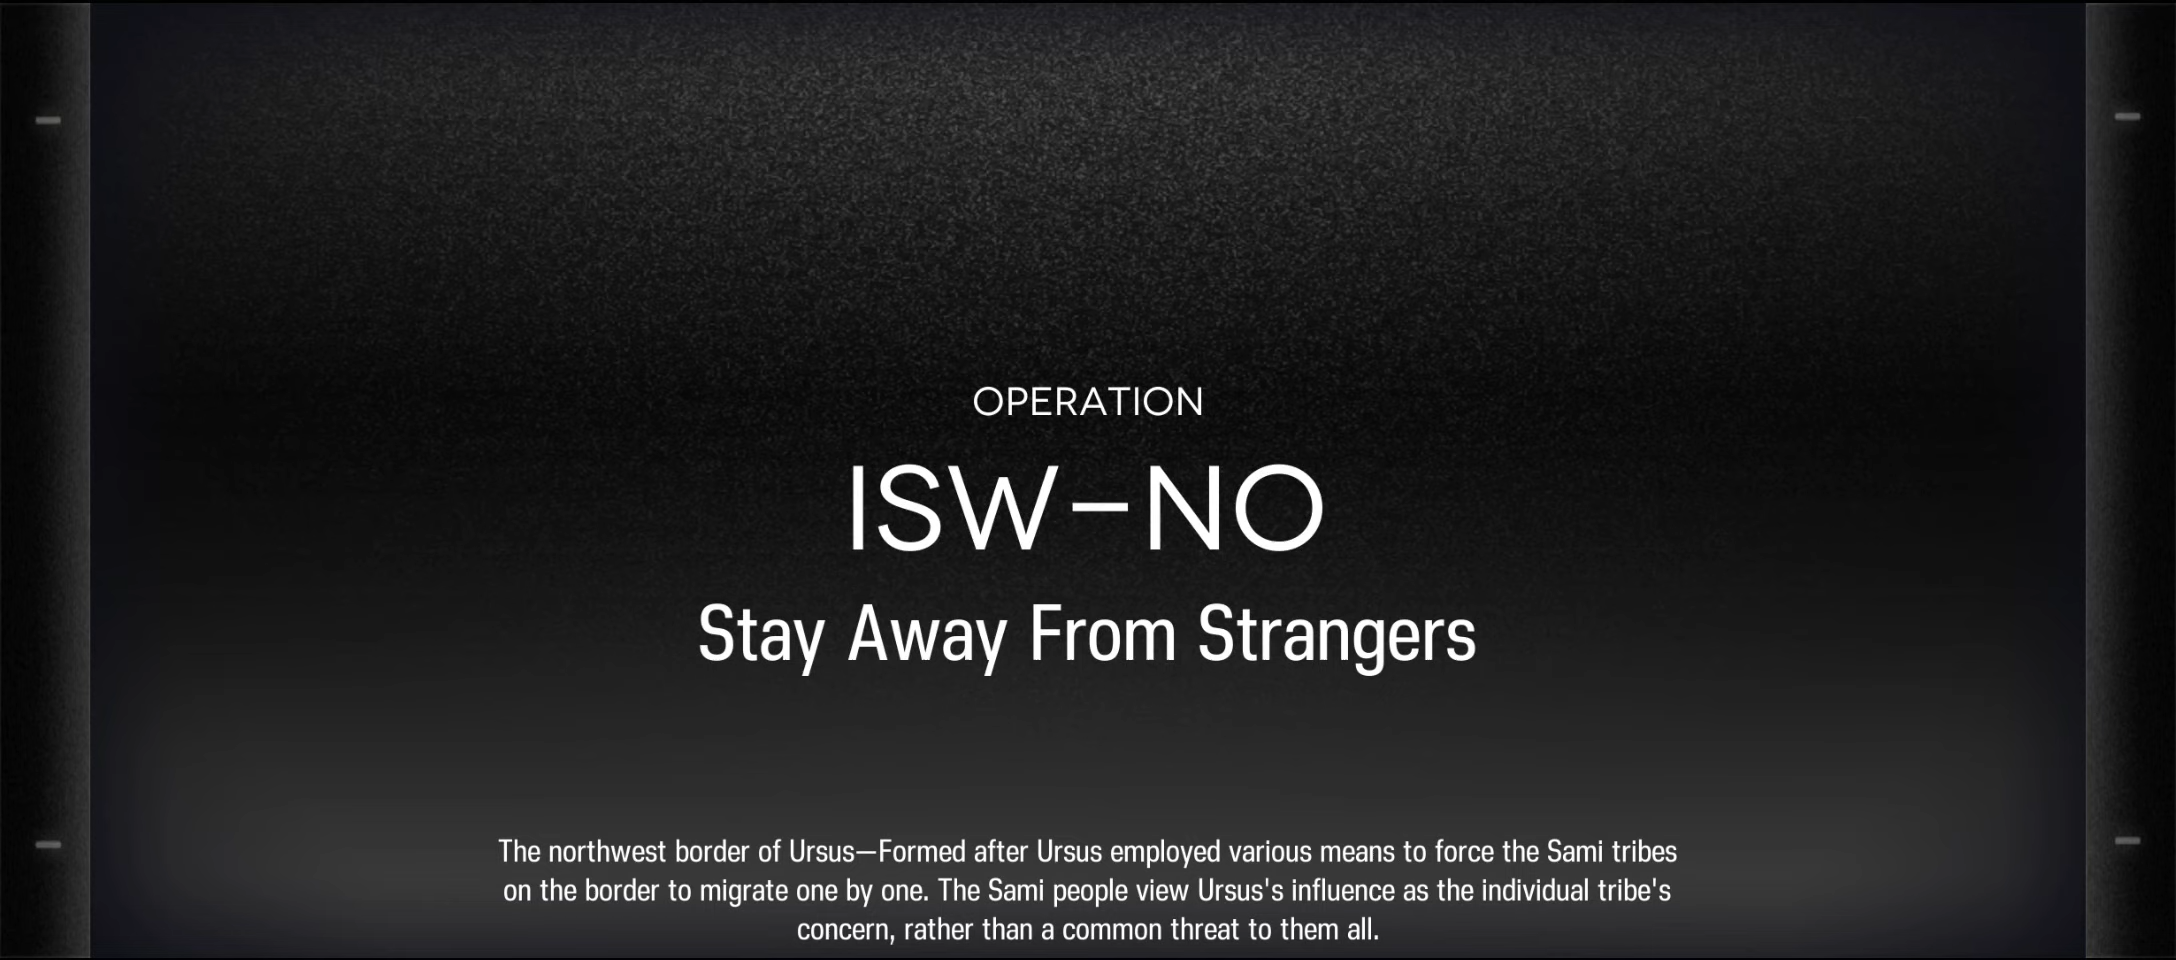 OPERATION
ISW-NO
Stay Away From Strangers
The northwest border of Ursus—Formed after Ursus employed various means to force the Sami tribes
on the border to migrate one by one. The Sami people view Ursus's influence as the individual tribe's
concern, rather than a common threat to them all.